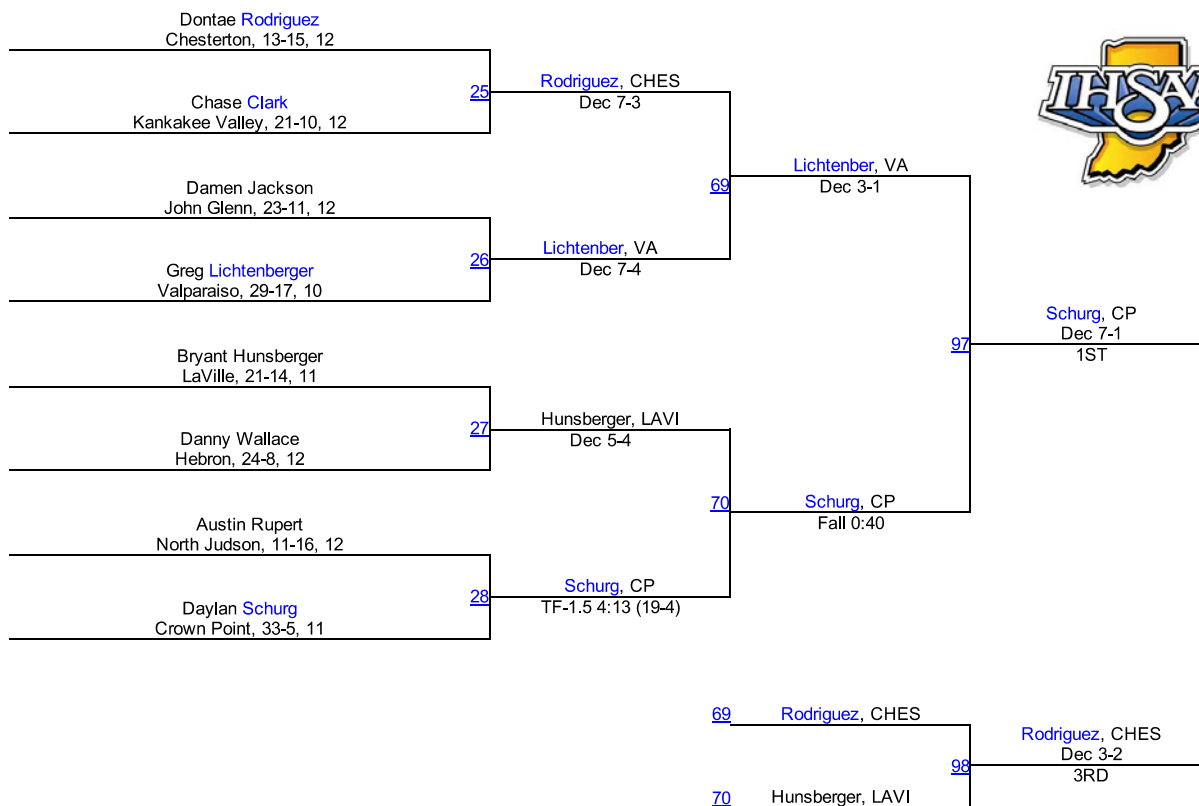 Dontae Rodriguez
Chesterton, 13-15, 12
25
Chase Clark
Kankakee Valley, 21-10, 12
Rodriguez, CHES
Dec 7-3
69
Damen Jackson
John Glenn, 23-11, 12
26
Greg Lichtenberger
Valparaiso, 29-17, 10
Lichtenber, VA
Dec 7-4
Lichtenber, VA
Dec 3-1
97
Bryant Hunsberger
LaVille, 21-14, 11
27
Danny Wallace
Hebron, 24-8, 12
Hunsberger, LAVI
Dec 5-4
70
Austin Rupert
North Judson, 11-16, 12
28
Daylan Schurg
Crown Point, 33-5, 11
Schurg, CP
TF-1.5 4:13 (19-4)
Schurg, CP
Fall 0:40
Schurg, CP
Dec 7-1
1ST
IHSAA
69 Rodriguez, CHES
98
70 Hunsberger, LAVI
Rodriguez, CHES
Dec 3-2
3RD